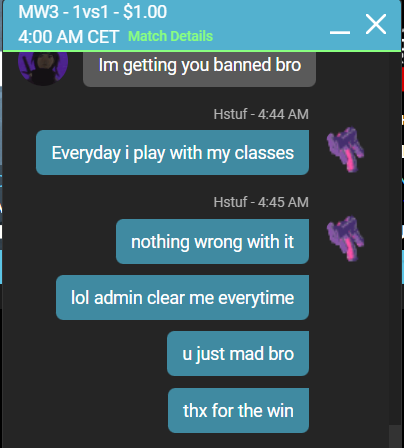 MW3 - 1vs1 - $1.00
4:00 AM CET Match Details
Im getting you banned bro
Hstuf - 4:44 AM
Everyday i play with my classes
Hstuf - 4:45 AM
nothing wrong with it
lol admin clear me everytime
u just mad bro
thx for the win